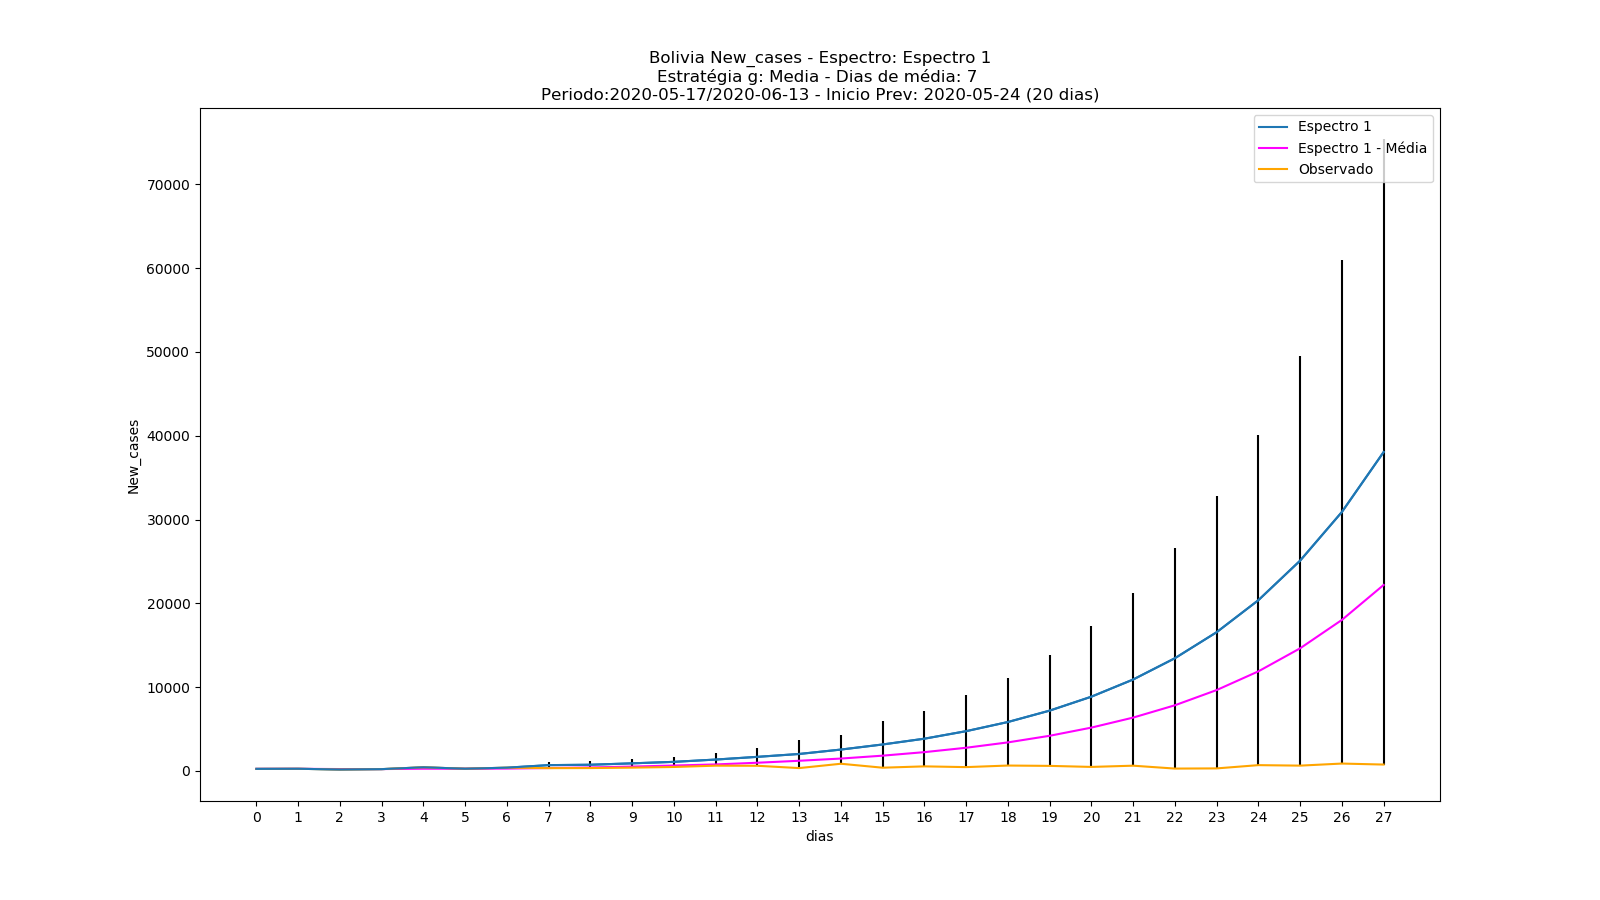 Bolivia New_cases - Espectro: Espectro 1
Estratégia g: Media - Dias de média: 7
Periodo:2020-05-17/2020-06-13 - Inicio Prev: 2020-05-24 (20 dias)
Espectro 1
Espectro 1 - Média
Observado
70000
60000
50000
40000
30000
20000
10000
0
New_cases
0 1 2 3 4 5 6 7 8 9 10 11 12 13 14 15 16 17 18 19 20 21 22 23 24 25 26 27
dias